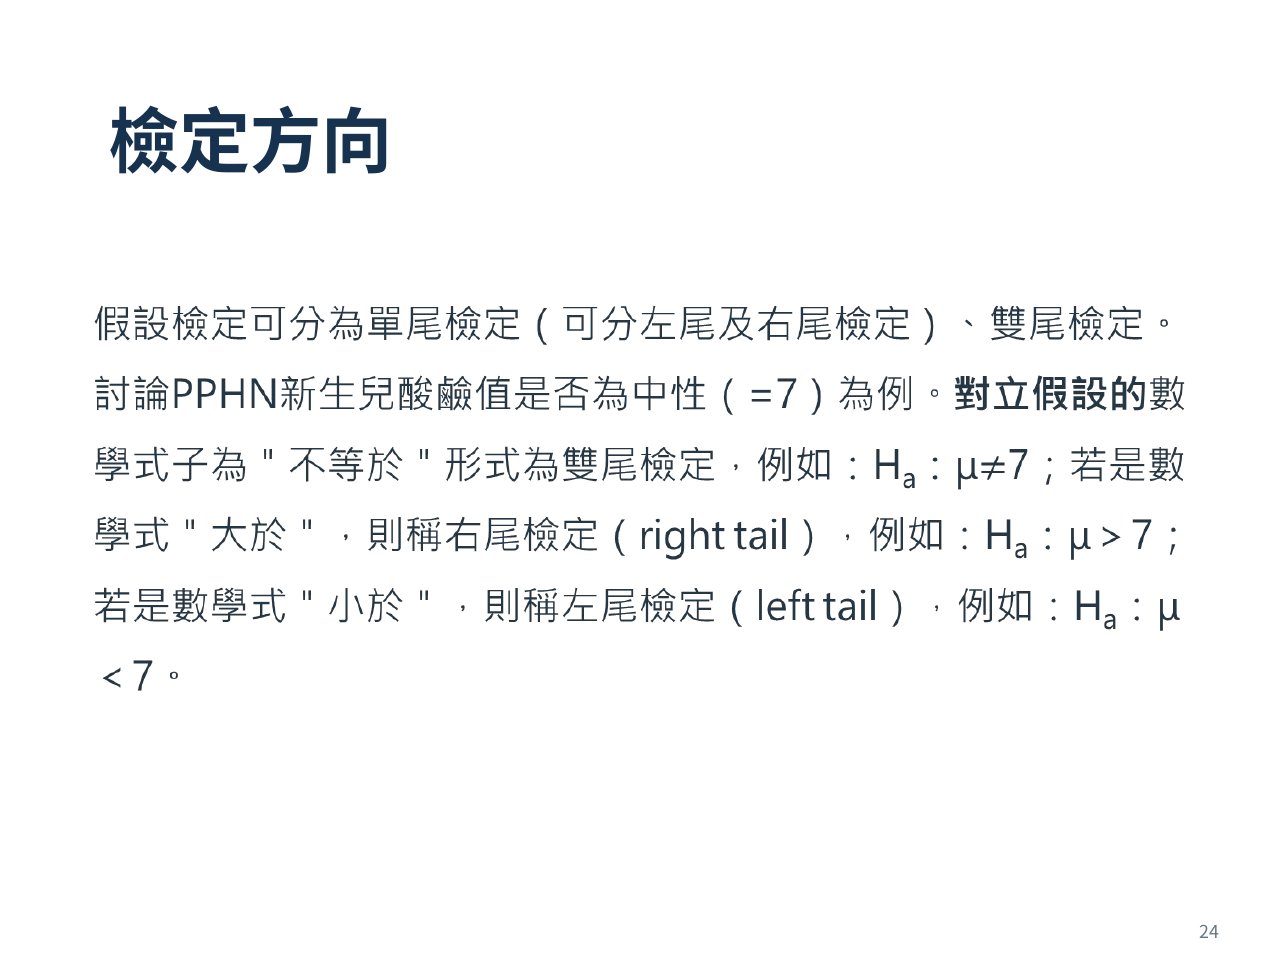 檢定方向
假設檢定可分為單尾檢定（可分左尾及右尾檢定）、雙尾檢定。
討論PPHN新生兒酸鹼值是否為中性（=7）為例。對立假設的數
學式子為＂不等於＂形式為雙尾檢定，例如：Hₐ：μ≠7；若是數
學式＂大於＂，則稱右尾檢定（right tail），例如：Hₐ：μ＞7；
若是數學式＂小於＂，則稱左尾檢定（left tail），例如：Hₐ：μ
＜7。
24